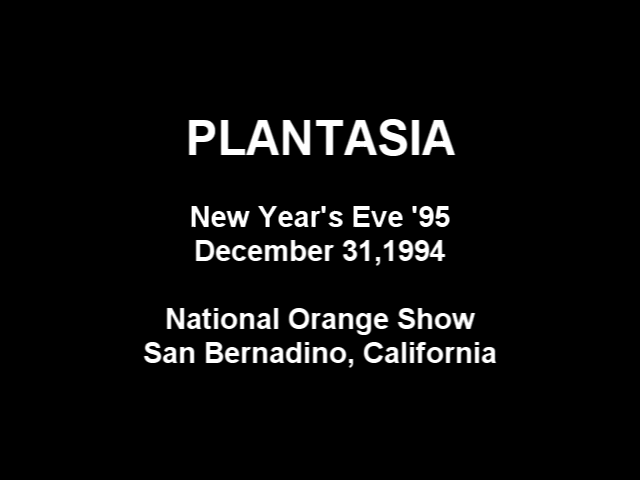 PLANTASIA
New Year's Eve '95
December 31,1994
National Orange Show
San Bernadino, California